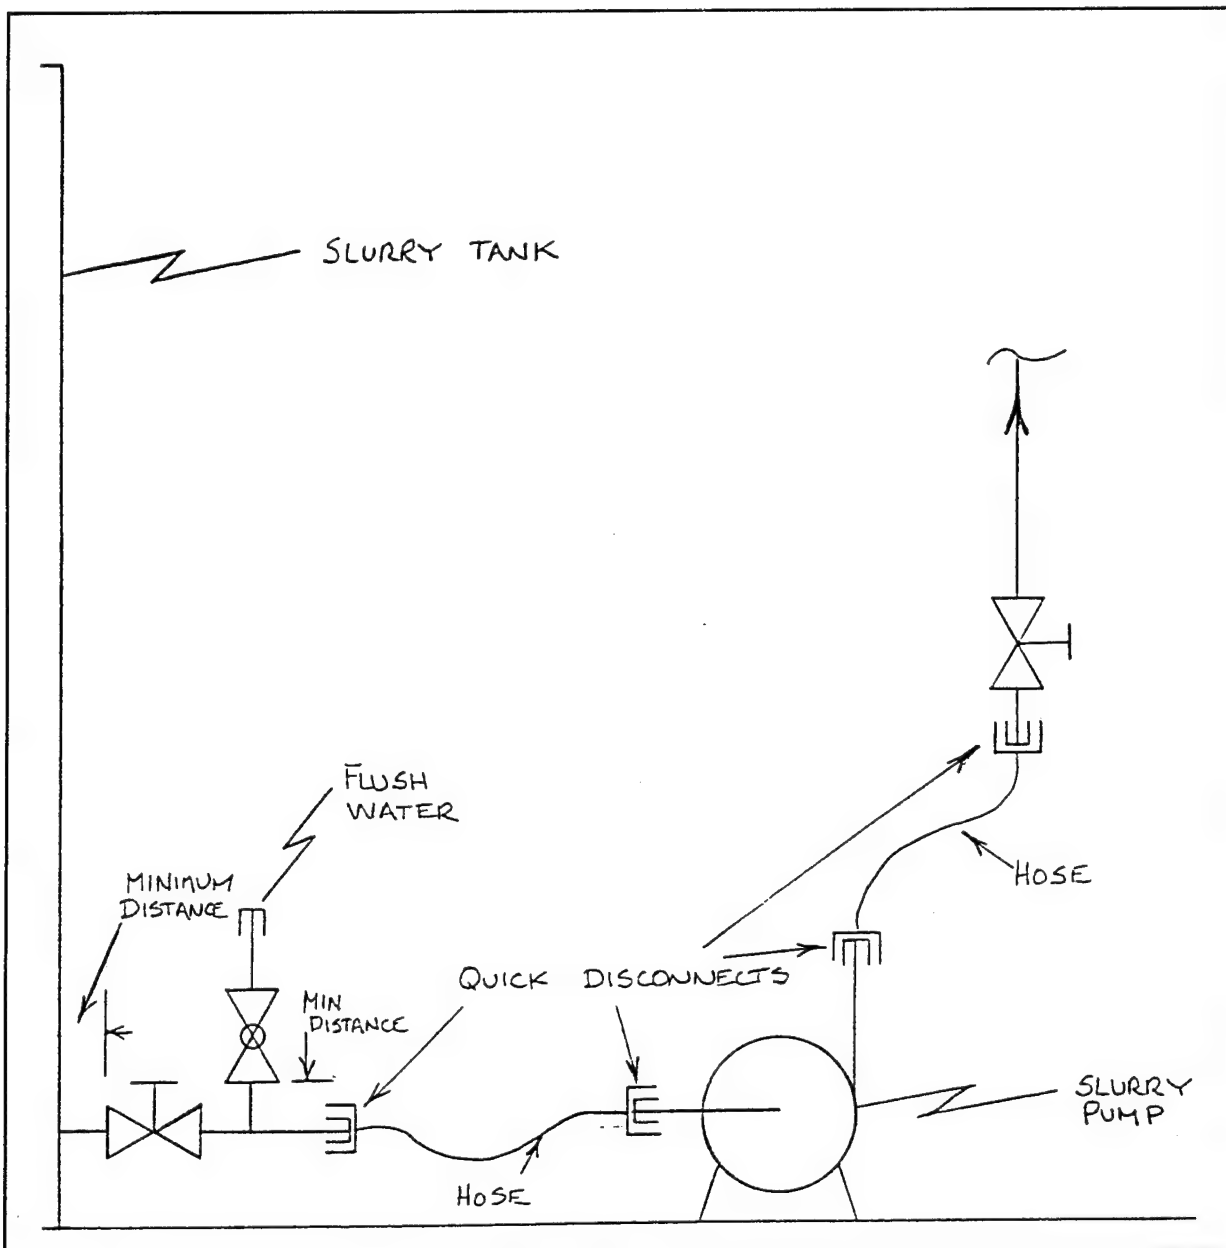 SLURRY TANK
FLUSH
WATER
MINIMUM
DISTANCE
HOSE
QUICK DISCONNECTS
MIN
DISTANCE
SLURRY
PUMP
HOSE